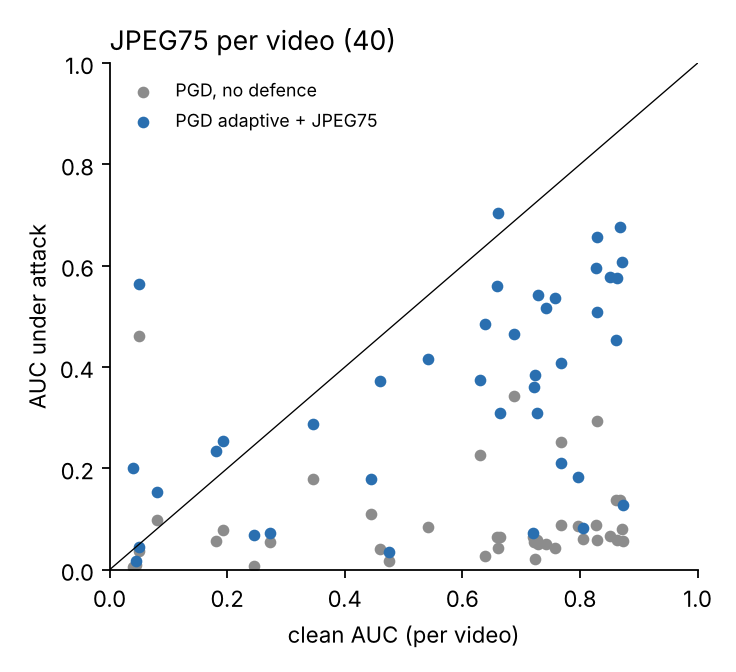 JPEG75 per video (40)
PGD, no defence
PGD adaptive + JPEG75
AUC under attack
1.0
0.8
0.6
0.4
0.2
0.0
0.0 0.2 0.4 0.6 0.8 1.0
clean AUC (per video)